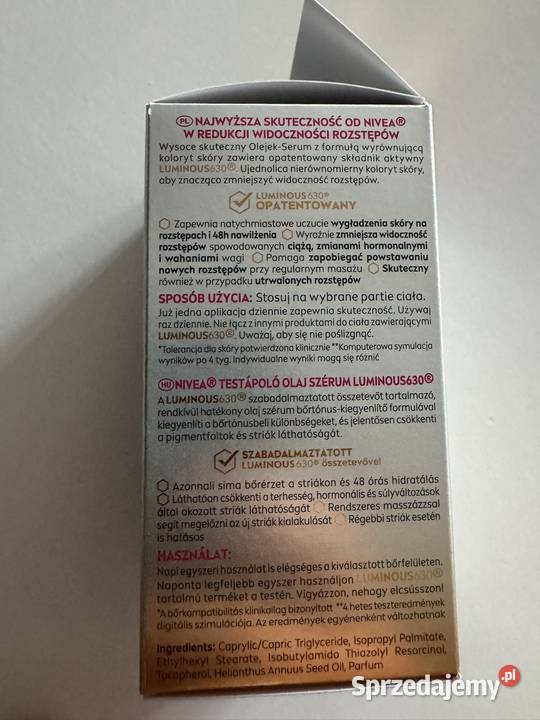 PL NAJWYŻSZA SKUTECZNOŚĆ OD NIVEA®
W REDUKCJI WIDOCZNOŚCI ROZSTĘPÓW
Wysoce skuteczny Olejek-Serum z formułą wyrównującą
koloryt skóry zawiera opatentowany składnik aktywny
LUMINOUS630®. Ujednolica nierównomierny koloryt skóry,
aby znacząco zmniejszyć widoczność rozstępów.
LUMINOUS630®
OPATENTOWANY
Zapewnia natychmiastowe uczucie wygładzenia skóry na
rozstępach i 48h nawilżenia Wyraźnie zmniejsza widoczność
rozstępów spowodowanych ciążą, zmianami hormonalnymi
i wahaniami wagi Pomaga zapobiegać powstawaniu
nowych rozstępów przy regularnym masażu Skuteczny
również w przypadku utrwalonych rozstępów
SPOSÓB UŻYCIA: Stosuj na wybrane partie ciała.
Już jedna aplikacja dziennie zapewnia skuteczność. Używaj
raz dziennie. Nie łącz z innymi produktami do ciała zawierającymi
LUMINOUS630®. Uważaj, aby się nie poślizgnąć.
*Tolerancja dla skóry potwierdzona klinicznie **Komputerowa symulacja
wyników po 4 tyg. Indywidualne wyniki mogą się różnić
HU NIVEA® TESTÁPOLÓ OLAJ SZÉRUM LUMINOUS630®
A LUMINOUS630® szabadalmaztatott összetevőt tartalmazó,
rendkívül hatékony olaj szérum bőrtónus-kiegyenlítő formulával
kiegyenlíti a bőrtónusbeli különbségeket, és jelentősen csökkenti
a pigmentfoltok és striák láthatóságát.
SZABADALMAZTATOTT
LUMINOUS630® összetevővel
Azonnali sima bőrérzet a striákon és 48 órás hidratálás
Láthatóan csökkenti a terhesség, hormonális és súlyváltozások
által okozott striák láthatóságát Rendszeres masszázzsal
segít megelőzni az új striák kialakulását Régebbi striák esetén
is hatásos
HASZNÁLAT:
Napi egyszeri használat is elégséges a kiválasztott bőrfelületen.
Naponta legfeljebb egyszer használjon LUMINOUS630®
tartalmú terméket a testén. Vigyázzon, nehogy elcsússzon!
*A bőrkompatibilitás klinikailag bizonyított **4 hetes teszteredmények
digitális szimulációja. Az eredmények egyénenként változhatnak
Ingredients: Caprylic/Capric Triglyceride, Isopropyl Palmitate,
Ethylhexyl Stearate, Isobutylamido Thiazolyl Resorcinol,
Tocopherol, Helianthus Annuus Seed Oil, Parfum
Sprzedajemy.pl